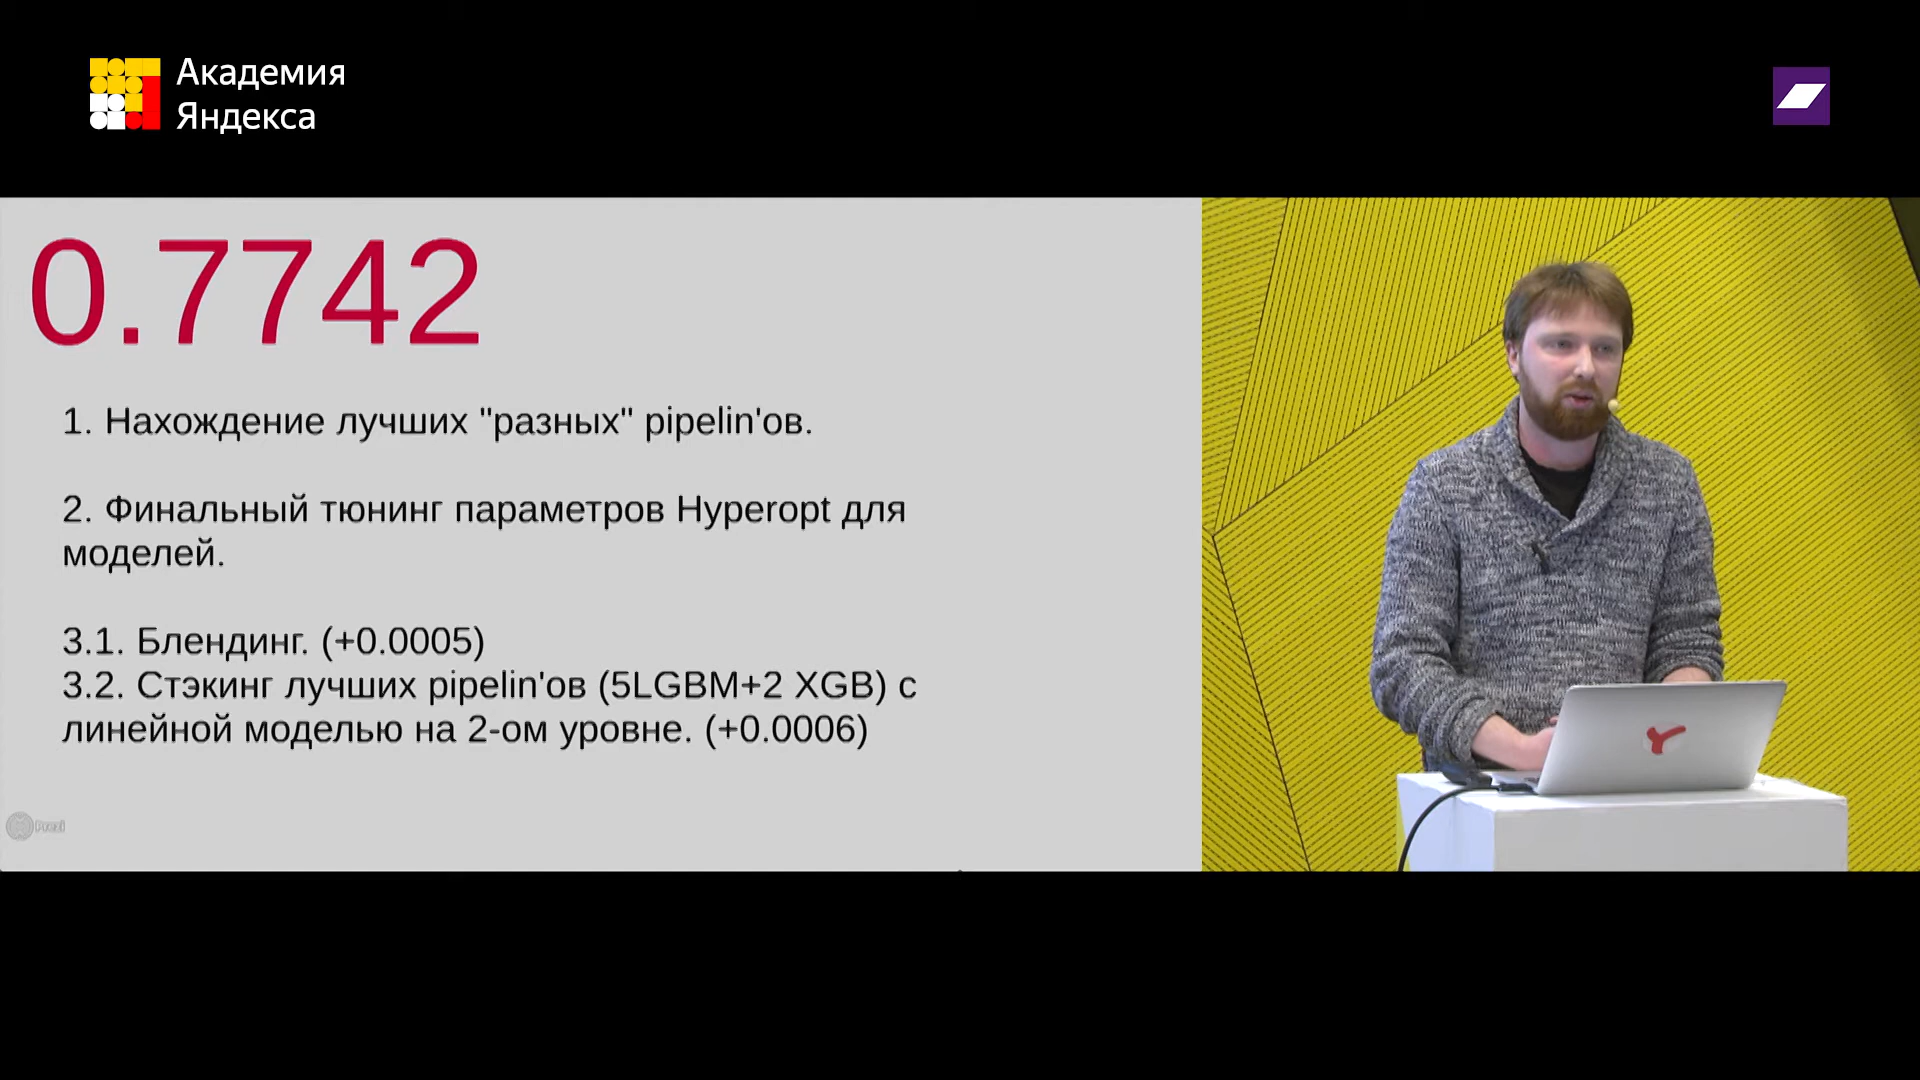 Академия
Яндекса
0.7742
1. Нахождение лучших "разных" pipelin'ов.
2. Финальный тюнинг параметров Hyperopt для
моделей.
3.1. Блендинг. (+0.0005)
3.2. Стэкинг лучших pipelin'ов (5LGBM+2 XGB) с
линейной моделью на 2-ом уровне. (+0.0006)
Prezi